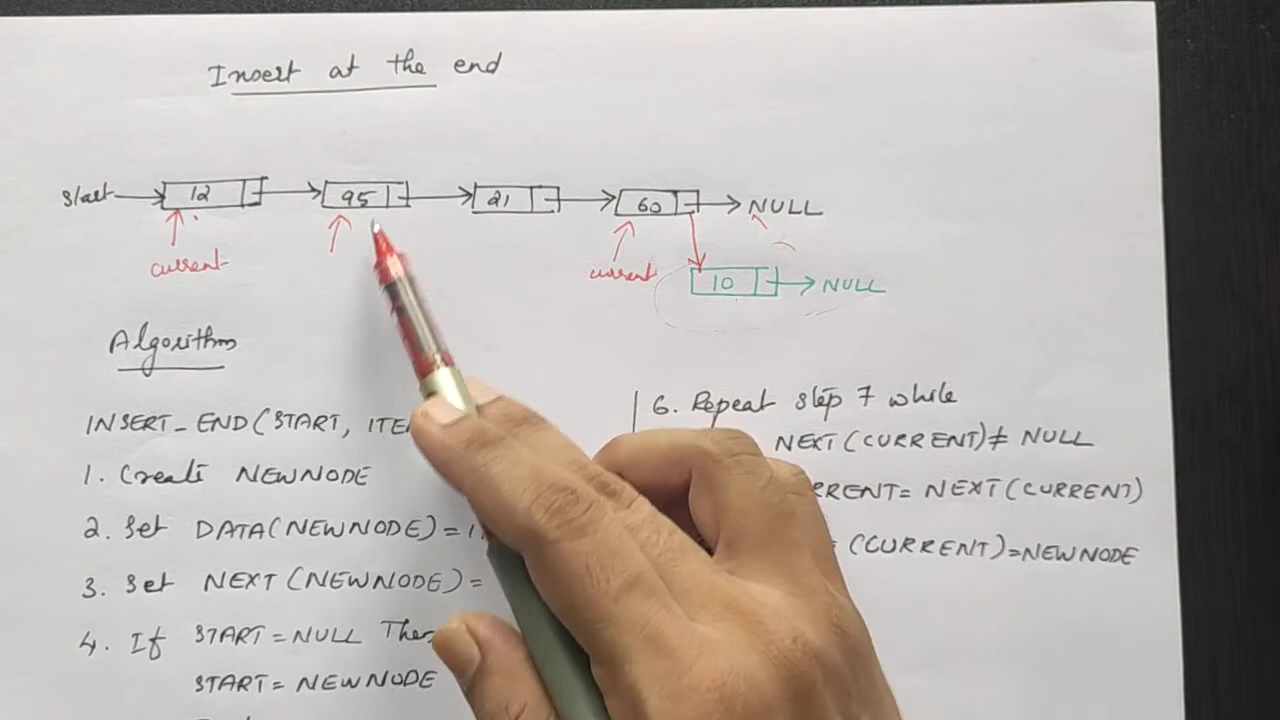 Insert at the end
Start 12 95 21 60 NULL
current current
10 NULL
Algorithm
INSERT_END(START,
1. Create NEWNODE
2. Set DATA(NEWNODE)=
3. Set NEXT(NEWNODE)=
4. If START=NULL
START=NEWNODE
6. Repeat step 7 while
NEXT(CURRENT)≠ NULL
= NEXT(CURRENT)
(CURRENT)=NEWNODE